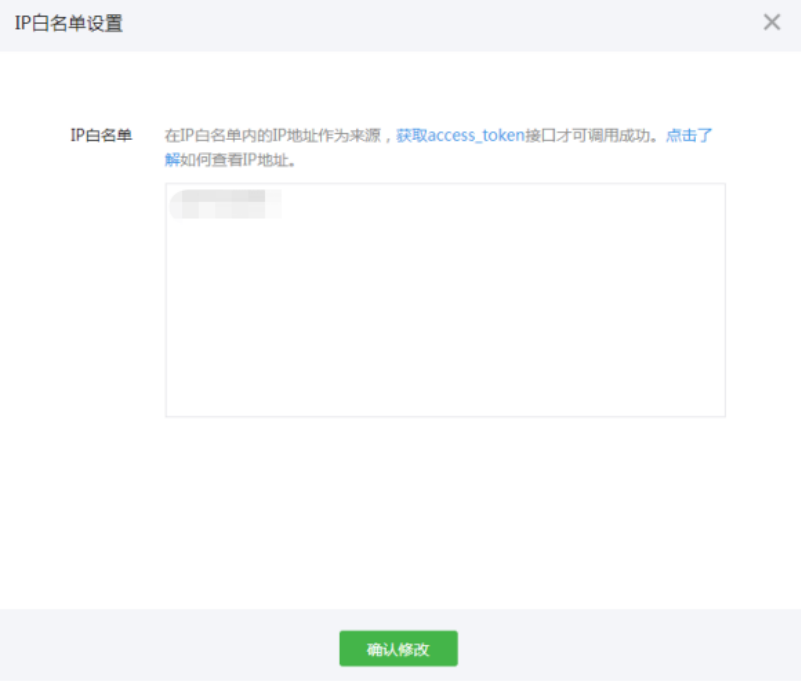 IP白名单设置
IP白名单
在IP白名单内的IP地址作为来源，获取access_token接口才可调用成功。点击了
解如何查看IP地址。
确认修改